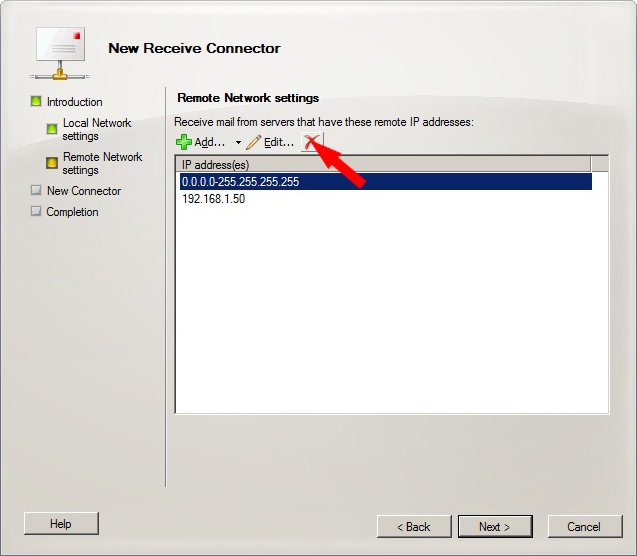 New Receive Connector
Introduction
Local Network
settings
Remote Network
settings
New Connector
Completion
Remote Network settings
Receive mail from servers that have these remote IP addresses:
Add... Edit...
IP address(es)
0.0.0.0-255.255.255.255
192.168.1.50
Help
< Back Next > Cancel